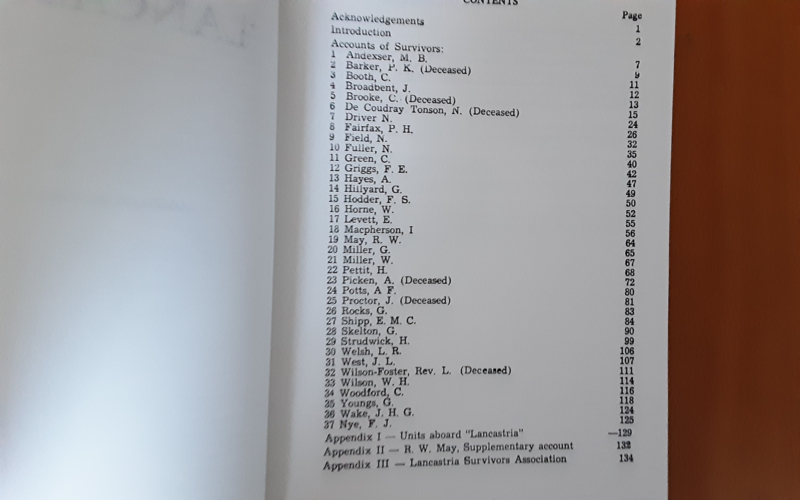 CONTENTS
Page
Acknowledgements 1
Introduction 2
Accounts of Survivors:
1 Andexser, M. B. 7
2 Barker, P. K. (Deceased) 9
3 Booth, C. 11
4 Broadbent, J. 12
5 Brooke, C. (Deceased) 13
6 De Coudray Tonson, N. (Deceased) 15
7 Driver N. 24
8 Fairfax, P. H. 26
9 Field, N. 32
10 Fuller, N. 35
11 Green, C. 40
12 Griggs, F. E. 42
13 Hayes, A. 47
14 Hillyard, G. 49
15 Hodder, F. S. 50
16 Horne, W. 52
17 Levett, E. 55
18 Macpherson, I 56
19 May, R. W. 64
20 Miller, G. 65
21 Miller, W. 67
22 Pettit, H. 68
23 Picken, A. (Deceased) 72
24 Potts, A F. 80
25 Proctor, J. (Deceased) 81
26 Rocks, G. 83
27 Shipp, E. M. C. 84
28 Skelton, G. 90
29 Strudwick, H. 99
30 Welsh, L. R. 106
31 West, J. L. 107
32 Wilson-Foster, Rev. L. (Deceased) 111
33 Wilson, W. H. 114
34 Woodford, C. 116
35 Youngs, G. 118
36 Wake, J. H. G. 124
37 Nye, F. J. 125
Appendix I — Units aboard "Lancastria" —129
Appendix II — R. W. May, Supplementary account 132
Appendix III — Lancastria Survivors Association 134